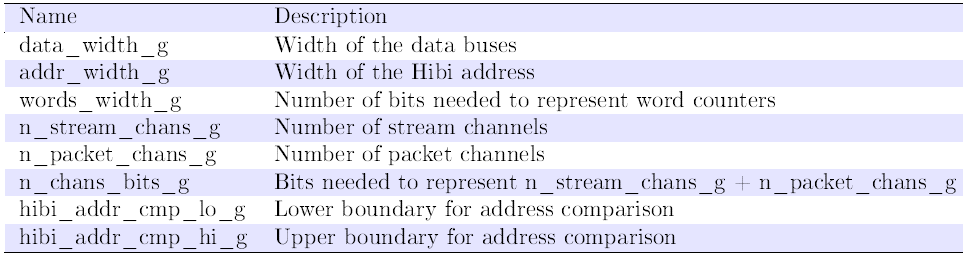 Name Description
data_width_g Width of the data buses
addr_width_g Width of the Hibi address
words_width_g Number of bits needed to represent word counters
n_stream_chans_g Number of stream channels
n_packet_chans_g Number of packet channels
n_chans_bits_g Bits needed to represent n_stream_chans_g + n_packet_chans_g
hibi_addr_cmp_lo_g Lower boundary for address comparison
hibi_addr_cmp_hi_g Upper boundary for address comparison